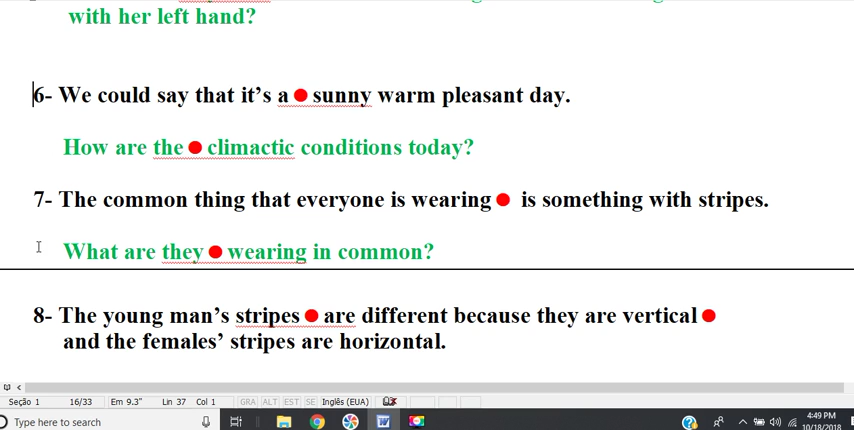 with her left hand?
6- We could say that it's a sunny warm pleasant day.
How are the climactic conditions today?
7- The common thing that everyone is wearing is something with stripes.
What are they wearing in common?
8- The young man's stripes are different because they are vertical
and the females' stripes are horizontal.
Seção 1 16/33 Em 9.3" Lin 37 Col 1 GRA ALT EST SE Inglês (EUA)
Type here to search
4:49 PM
10/18/2018